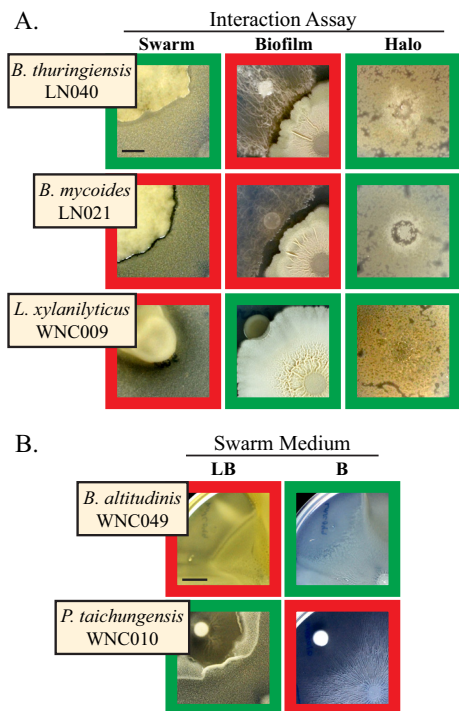 A.
Interaction Assay
Swarm Biofilm Halo
B. thuringiensis
LN040
B. mycoides
LN021
L. xylanilyticus
WNC009
B.
Swarm Medium
LB B
B. altitudinis
WNC049
P. taichungensis
WNC010